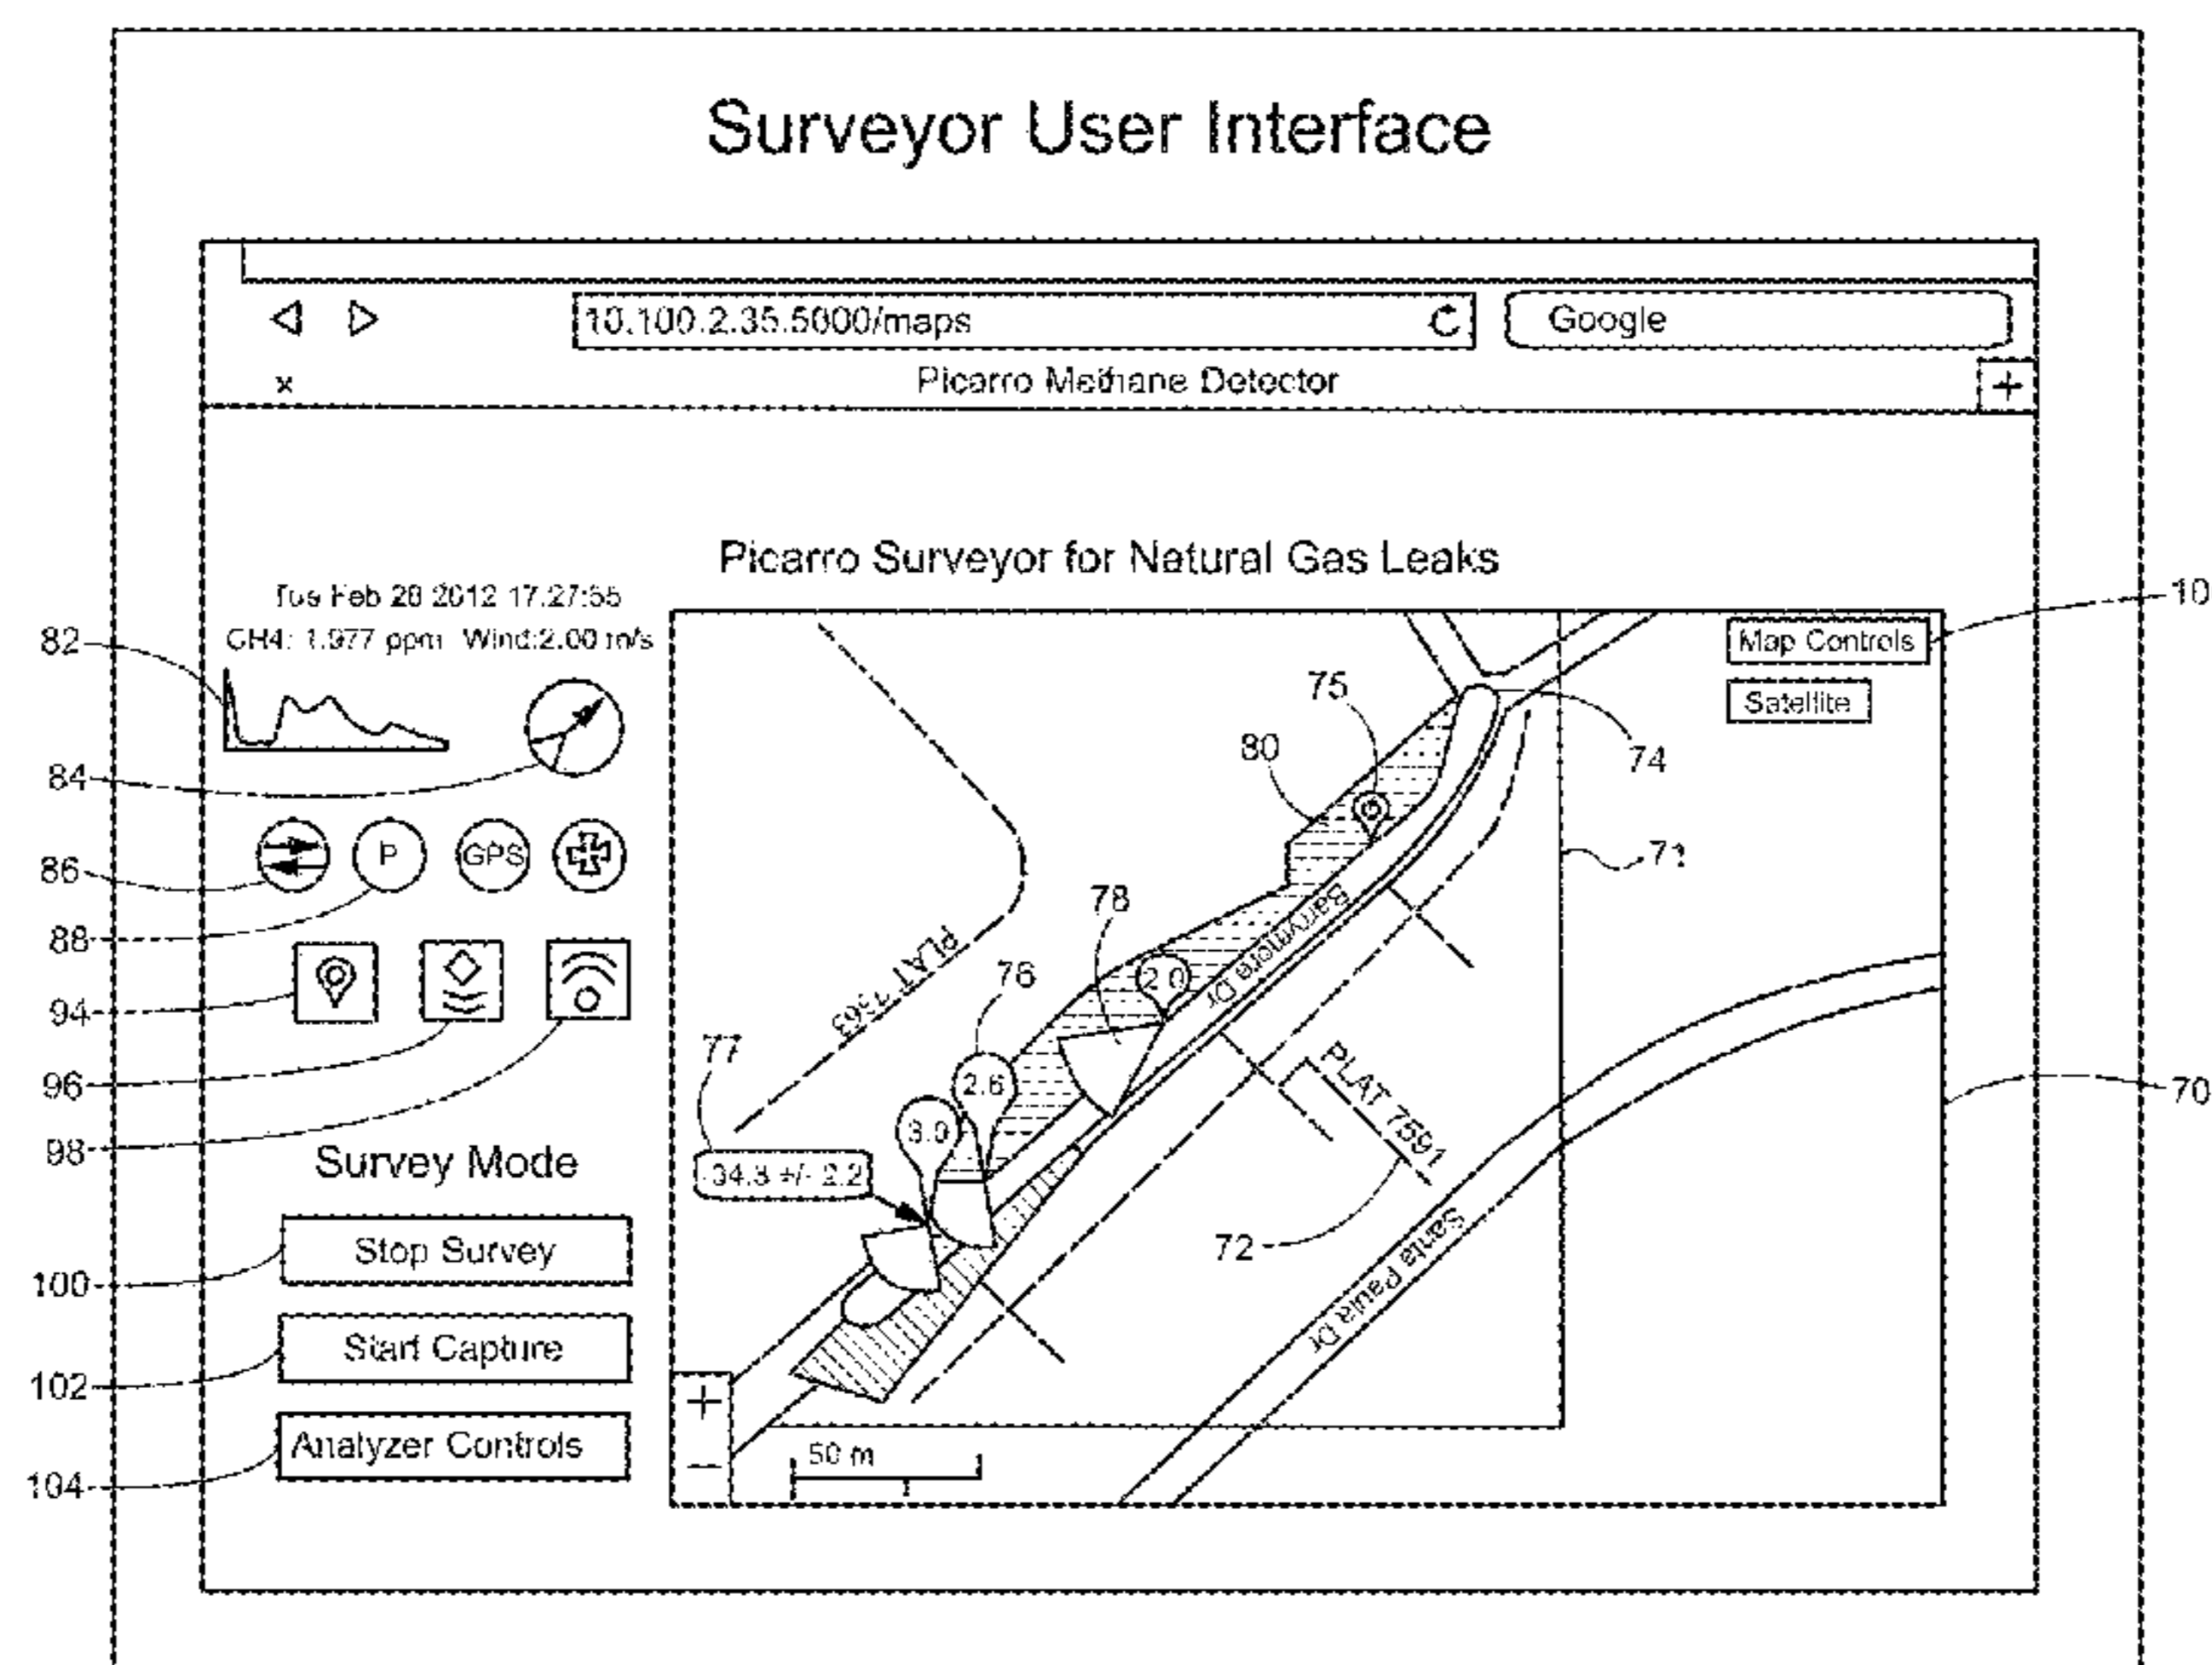 Surveyor User Interface
10.100.2.35.5000/maps
Google
x
Picarro Methane Detector
+
Picarro Surveyor for Natural Gas Leaks
Tue Feb 28 2012 17:27:55
CH4: 1.977 ppm Wind:2.00 m/s
82
84
86
P
GPS
88
94
96
98
Survey Mode
100
Stop Survey
102
Start Capture
104
Analyzer Controls
10
Map Controls
Satellite
75
80
74
71
78
PLAT 7563
76
2.0
Barrymore Dr
77
2.6
3.0
PLAT 7591
70
34.3 +/- 2.2
72
Santa Paula Dr
+
−
50 m